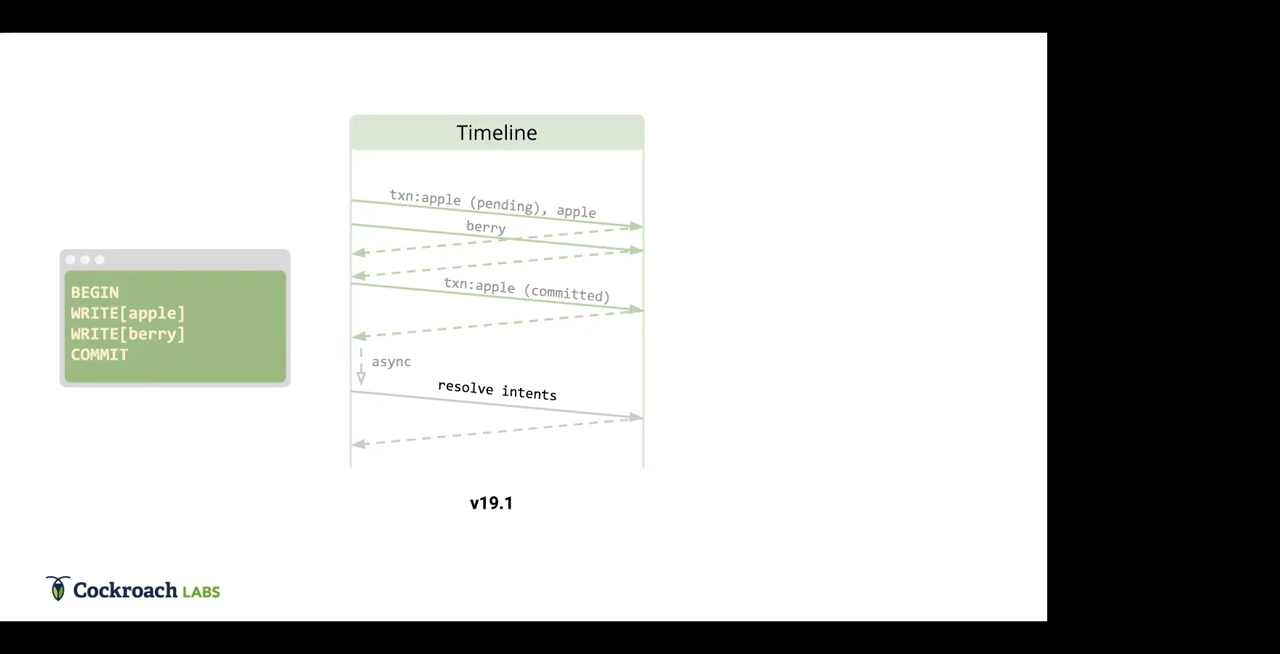 Timeline
txn:apple (pending), apple
berry
txn:apple (committed)
async
resolve intents
BEGIN
WRITE[apple]
WRITE[berry]
COMMIT
v19.1
Cockroach LABS